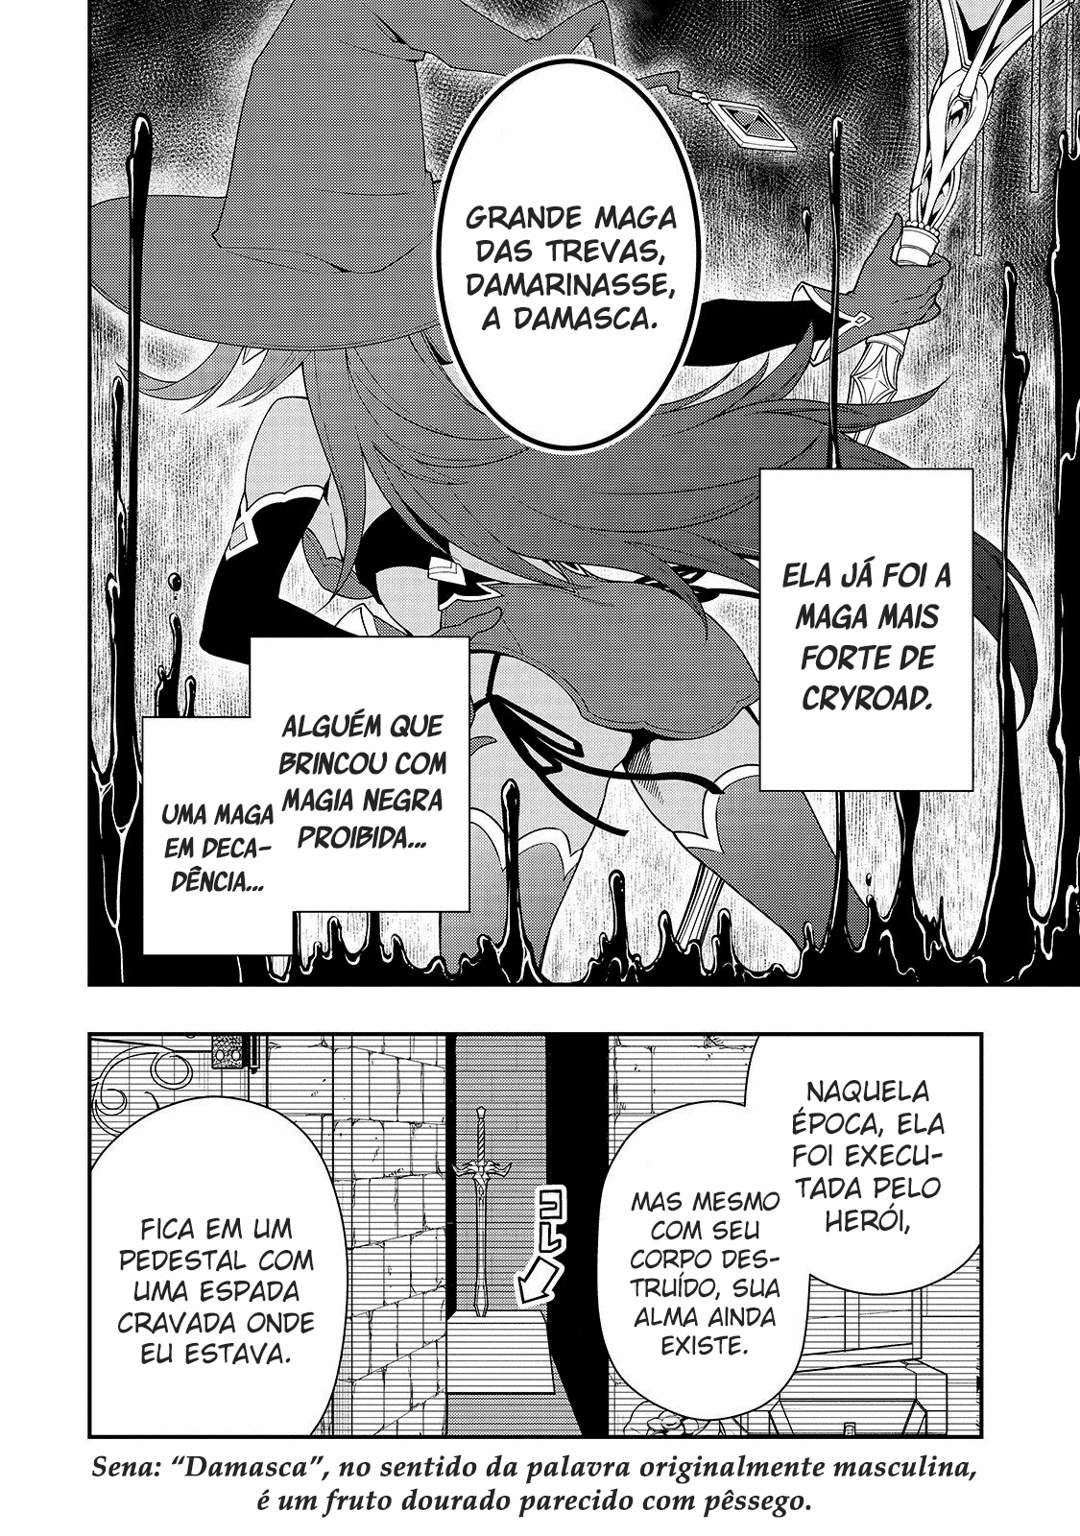 GRANDE MAGA
DAS TREVAS,
DAMARINASSE,
A DAMASCA.
ELA JÁ FOI A
MAGA MAIS
FORTE DE
CRYROAD.
ALGUÉM QUE
BRINCOU COM
MAGIA NEGRA
PROIBIDA...
UMA MAGA
EM DECA-
DÊNCIA...
NAQUELA
ÉPOCA, ELA
FOI EXECU-
TADA PELO
HERÓI,
MAS MESMO
COM SEU
CORPO DES-
TRUÍDO, SUA
ALMA AINDA
EXISTE.
コレ
FICA EM UM
PEDESTAL COM
UMA ESPADA
CRAVADA ONDE
EU ESTAVA.
Sena: “Damasca”, no sentido da palavra originalmente masculina,
é um fruto dourado parecido com pêssego.